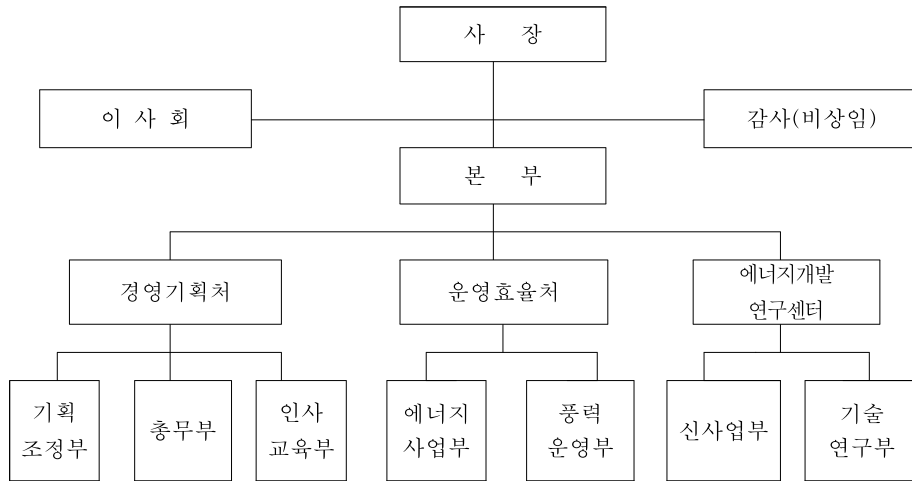 사 장
이 사 회
감사(비상임)
본 부
경영기획처
운영효율처
에너지개발
연구센터
기획
조정부
총무부
인사
교육부
에너지
사업부
풍력
운영부
신사업부
기술
연구부